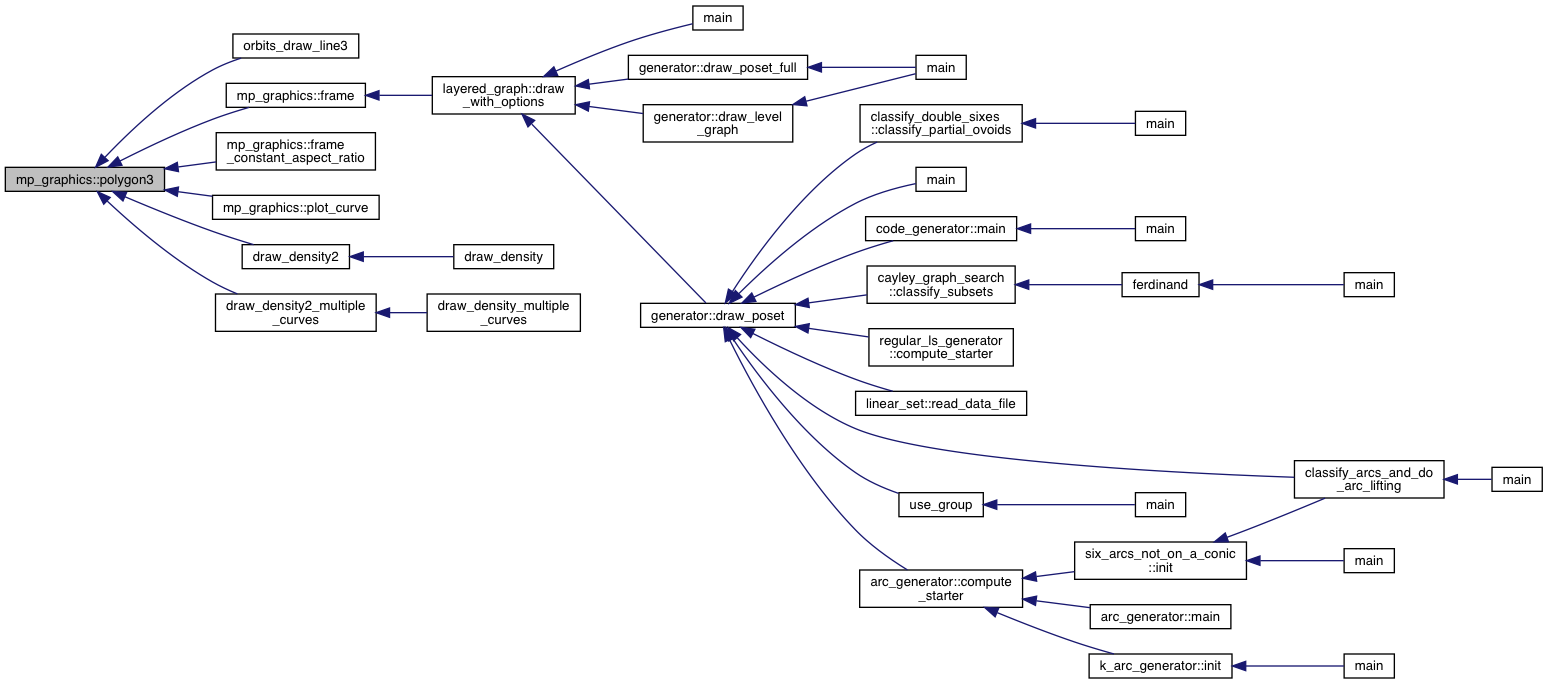 main
orbits_draw_line3
generator::draw_poset_full
main
mp_graphics::frame
layered_graph::draw
_with_options
generator::draw_level
_graph
classify_double_sixes
::classify_partial_ovoids
main
mp_graphics::frame
_constant_aspect_ratio
mp_graphics::polygon3
main
mp_graphics::plot_curve
code_generator::main
main
draw_density2
draw_density
cayley_graph_search
::classify_subsets
ferdinand
main
draw_density2_multiple
_curves
draw_density_multiple
_curves
generator::draw_poset
regular_ls_generator
::compute_starter
linear_set::read_data_file
classify_arcs_and_do
_arc_lifting
main
use_group
main
six_arcs_not_on_a_conic
::init
main
arc_generator::compute
_starter
arc_generator::main
k_arc_generator::init
main